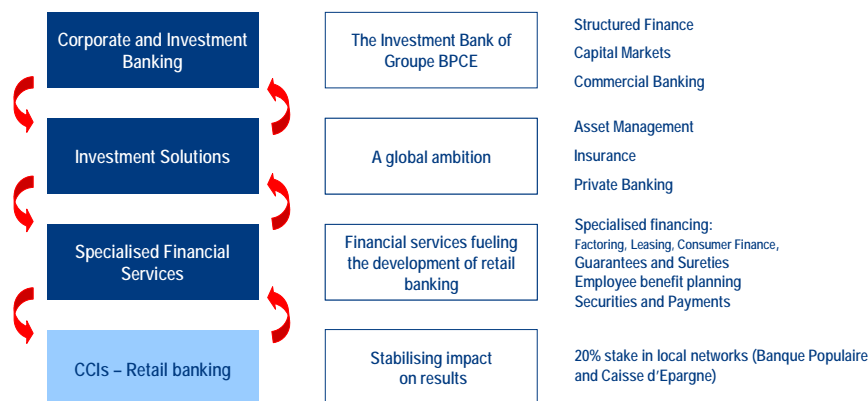 Corporate and Investment
Banking
The Investment Bank of
Groupe BPCE
Structured Finance
Capital Markets
Commercial Banking
Investment Solutions
A global ambition
Asset Management
Insurance
Private Banking
Specialised Financial
Services
Financial services fueling
the development of retail
banking
Specialised financing:
Factoring, Leasing, Consumer Finance,
Guarantees and Sureties
Employee benefit planning
Securities and Payments
CCIs – Retail banking
Stabilising impact
on results
20% stake in local networks (Banque Populaire
and Caisse d'Epargne)